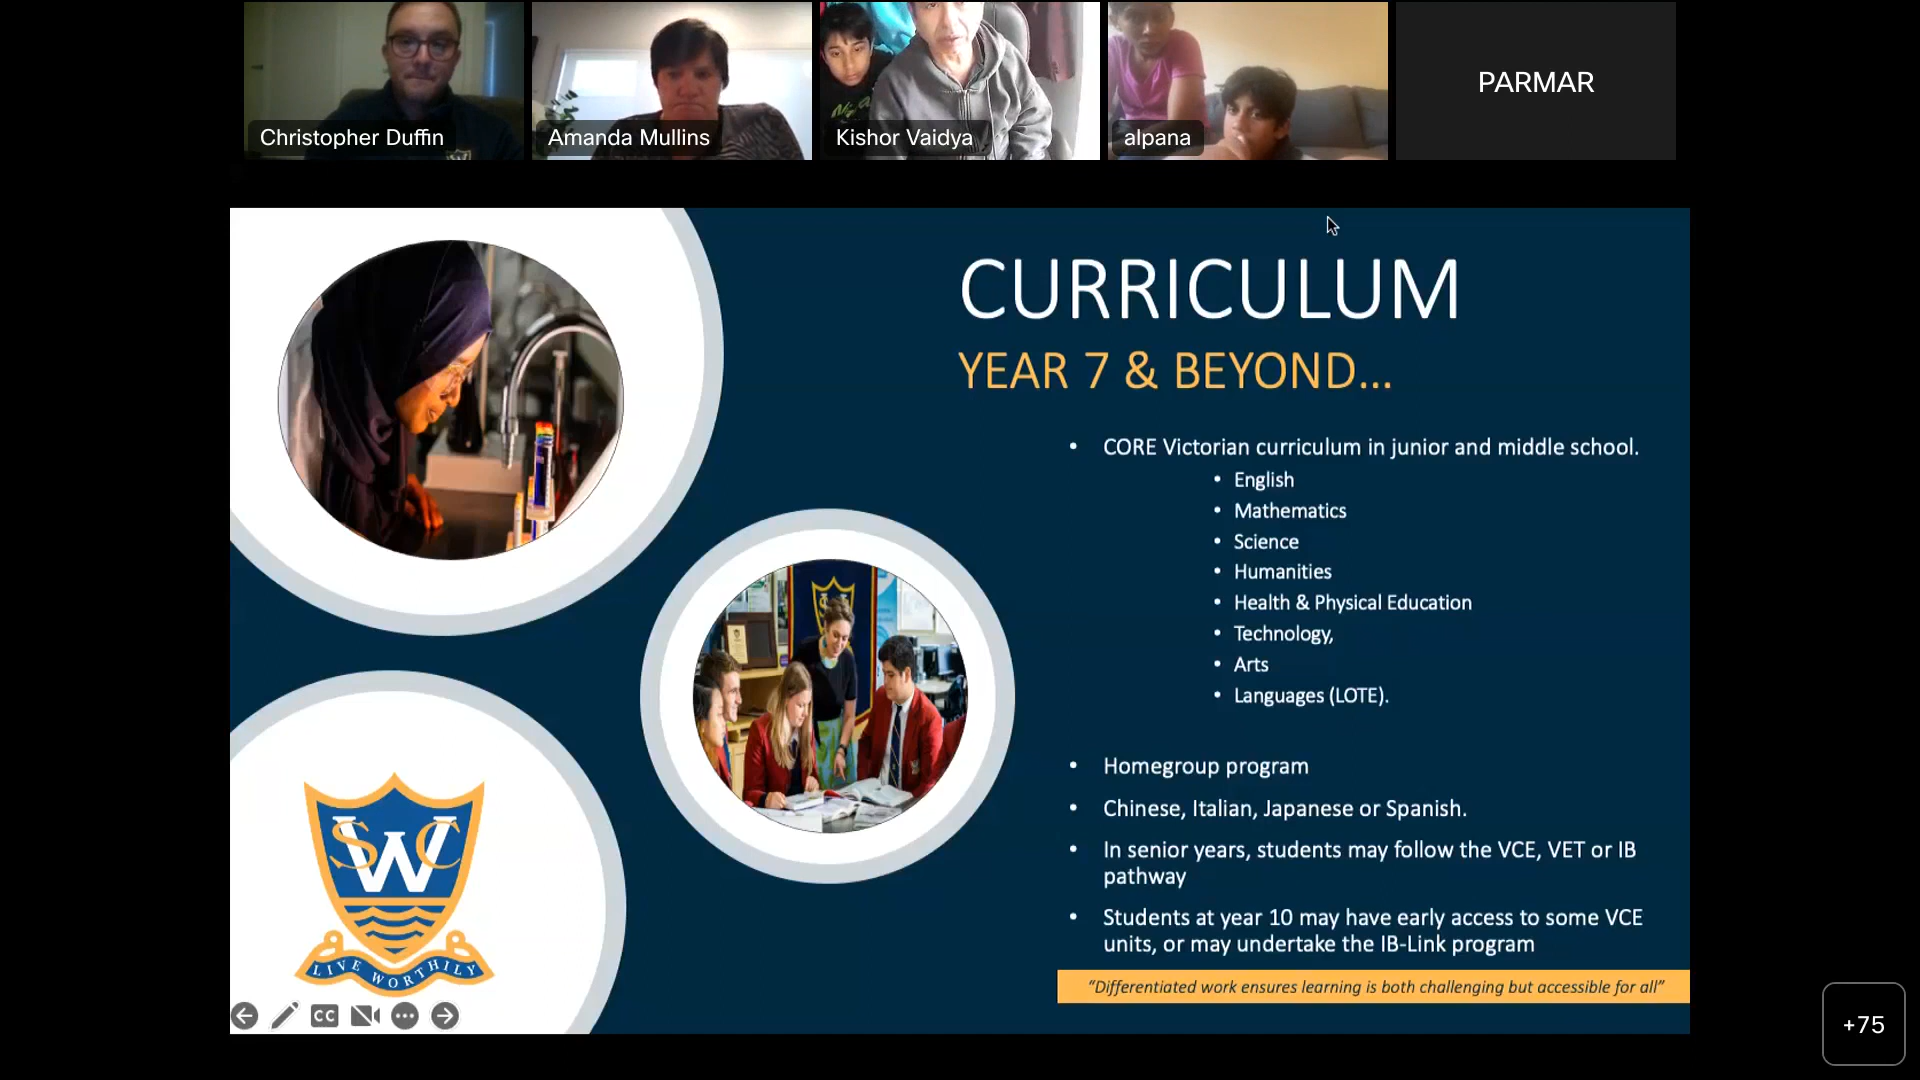 Christopher Duffin
Amanda Mullins
Kishor Vaidya
alpana
PARMAR
CURRICULUM
YEAR 7 & BEYOND...
• CORE Victorian curriculum in junior and middle school.
• English
• Mathematics
• Science
• Humanities
• Health & Physical Education
• Technology,
• Arts
• Languages (LOTE).
• Homegroup program
• Chinese, Italian, Japanese or Spanish.
• In senior years, students may follow the VCE, VET or IB
pathway
• Students at year 10 may have early access to some VCE
units, or may undertake the IB-Link program
“Differentiated work ensures learning is both challenging but accessible for all”
SWC
LIVE WORTHILY
CC
+75